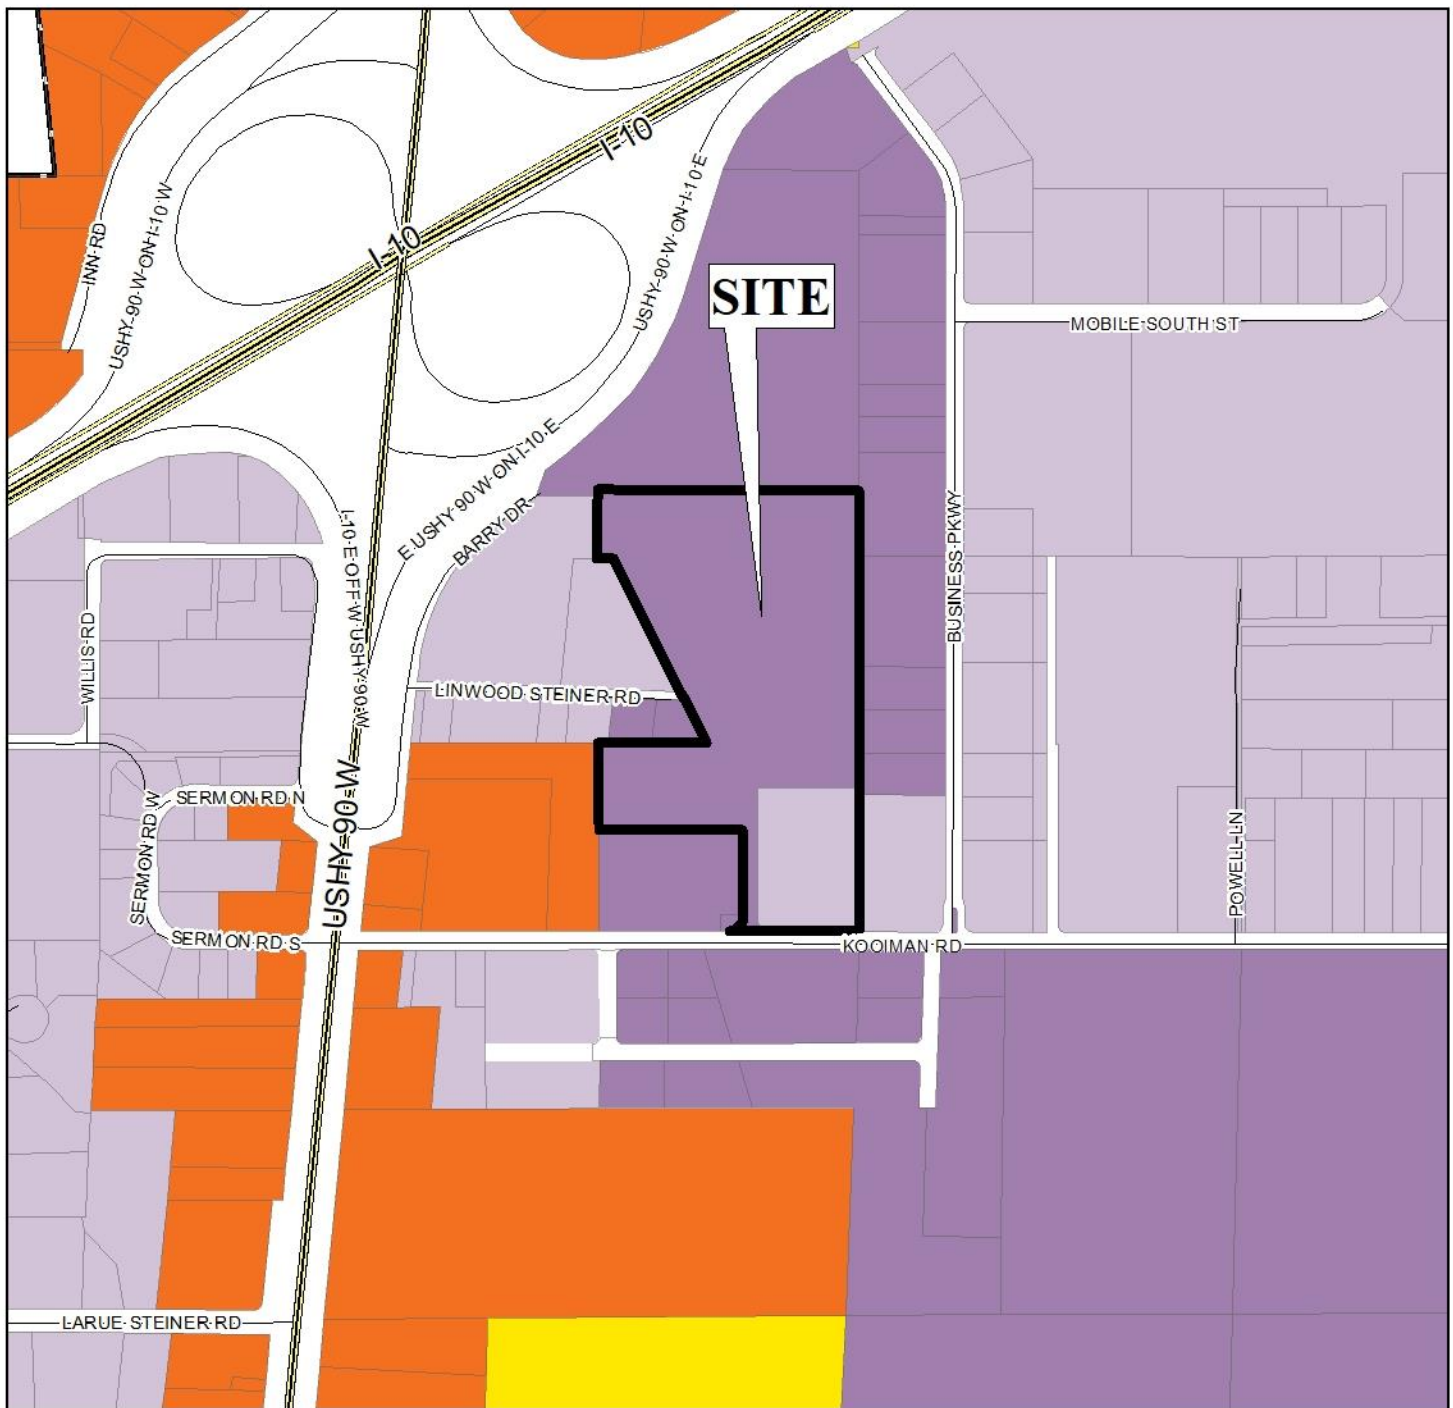 I-10
I-10
USHY-90-W-ON-I-10-E
USHY-90-W-ON-I-10 W
INN-RD
SITE
MOBILE-SOUTH-ST
E USHY-90-W-ON-I-10-E
BARRY-DR
I-10-E-OFF-W-USHY-90-W
BUSINESS-PKWY
WILLIS-RD
LINWOOD-STEINER-RD
USHY-90-W
SERMON-RD N
SERMON-RD W
POWELL-LN
SERMON-RD-S
KOOIMAN-RD
LARUE-STEINER-RD